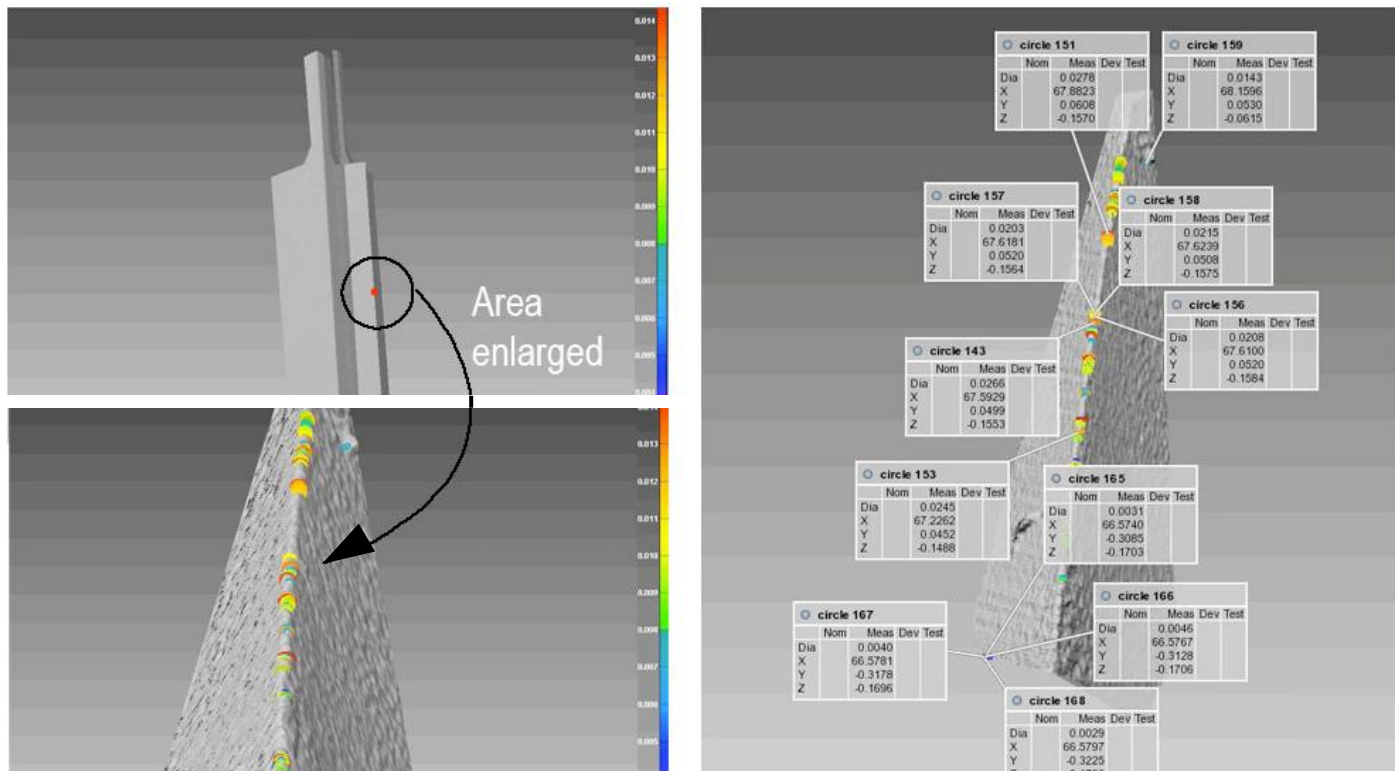 0.014
0.013
0.012
0.011
0.010
0.009
0.008
0.007
0.006
0.005
Area
enlarged
0.013
0.012
0.011
0.010
0.009
0.008
0.007
0.006
0.005
circle 151
Nom Meas Dev Test
Dia 0.0278
X 67.8823
Y 0.0608
Z -0.1570
circle 159
Nom Meas Dev Test
Dia 0.0143
X 68.1596
Y 0.0530
Z -0.0615
circle 157
Nom Meas Dev Test
Dia 0.0203
X 67.6181
Y 0.0520
Z -0.1564
circle 158
Nom Meas Dev Test
Dia 0.0215
X 67.6239
Y 0.0508
Z -0.1575
circle 156
Nom Meas Dev Test
Dia 0.0208
X 67.6100
Y 0.0520
Z -0.1584
circle 143
Nom Meas Dev Test
Dia 0.0266
X 67.5929
Y 0.0499
Z -0.1553
circle 153
Nom Meas Dev Test
Dia 0.0245
X 67.2262
Y 0.0452
Z -0.1488
circle 165
Nom Meas Dev Test
Dia 0.0031
X 66.5740
Y -0.3085
Z -0.1703
circle 167
Nom Meas Dev Test
Dia 0.0040
X 66.5781
Y -0.3178
Z -0.1696
circle 166
Nom Meas Dev Test
Dia 0.0046
X 66.5767
Y -0.3128
Z -0.1706
circle 168
Nom Meas Dev Test
Dia 0.0029
X 66.5797
Y -0.3225